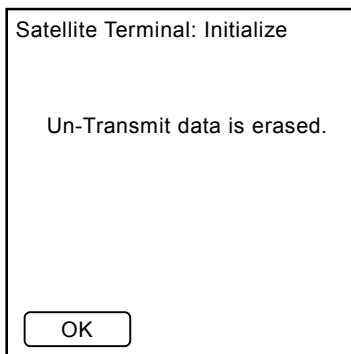 Satellite Terminal: Initialize
Un-Transmit data is erased.
OK